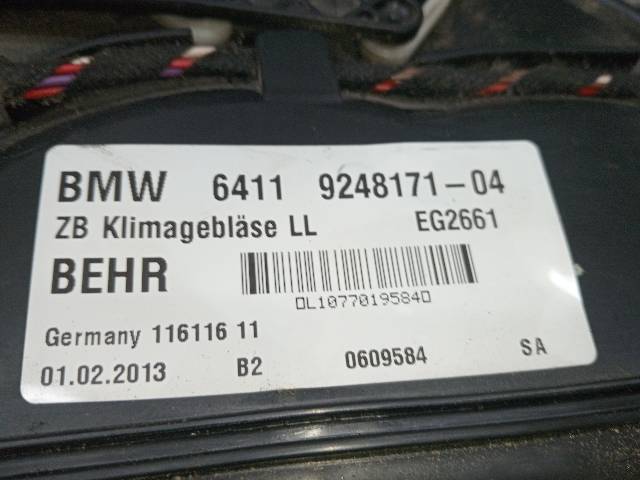 BMW 6411 9248171-04
ZB Klimagebläse LL EG2661
BEHR
0L10770195840
Germany 116116 11
01.02.2013 B2 0609584 SA